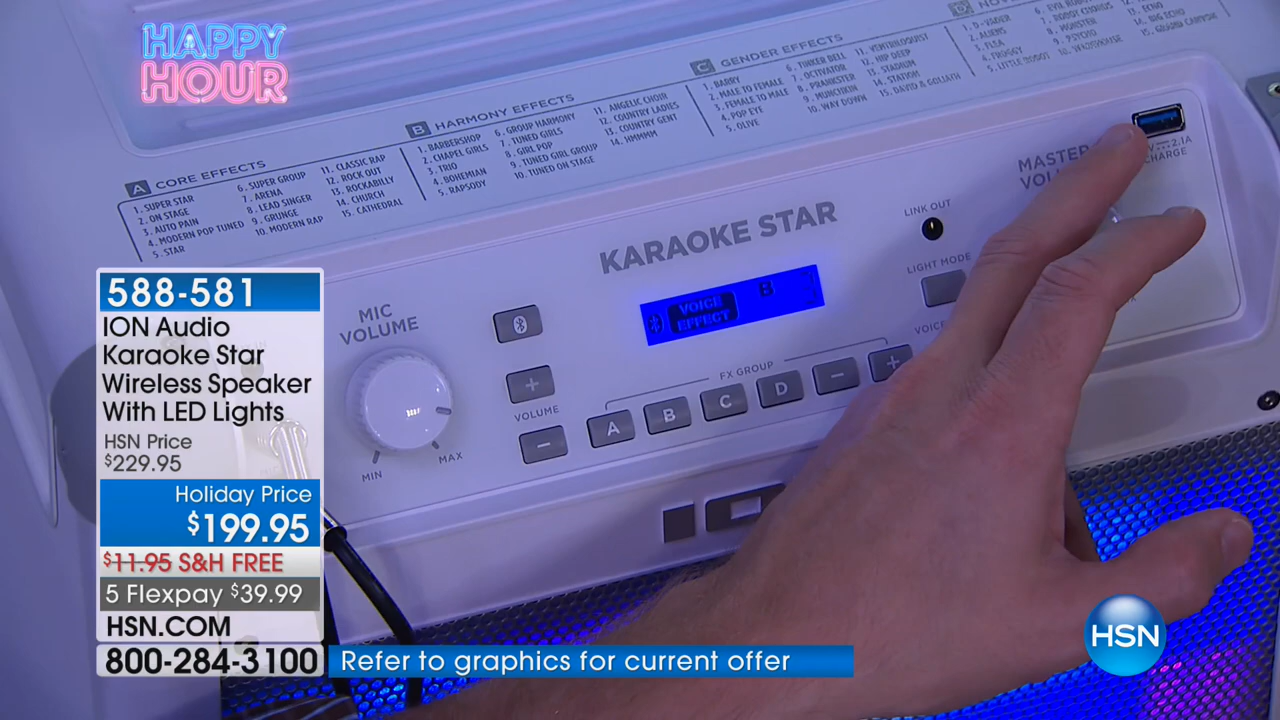 HAPPY
HOUR
A CORE EFFECTS
1. SUPER STAR
2. ON STAGE
3. AUTO PAIN
4. MODERN POP TUNED
5. STAR
6. SUPER GROUP
7. ARENA
8. LEAD SINGER
9. GRUNGE
10. MODERN RAP
11. CLASSIC RAP
12. ROCK OUT
13. ROCKABILLY
14. CHURCH
15. CATHEDRAL
B HARMONY EFFECTS
1. BARBERSHOP
2. CHAPEL GIRLS
3. TRIO
4. BOHEMIAN
5. RAPSODY
6. GROUP HARMONY
7. TUNED GIRLS
8. GIRL POP
9. TUNED GIRL GROUP
10. TUNED ON STAGE
11. ANGELIC CHOIR
12. COUNTRY LADIES
13. COUNTRY GENT
14. HMMMM
C GENDER EFFECTS
1. BARRY
2. MALE TO FEMALE
3. FEMALE TO MALE
4. POP EYE
5. OLIVE
6. TINKER BELL
7. OCTIVATOR
8. PRANKSTER
9. MUNCHKIN
10. WAY DOWN
11. VENTRILOQUIST
12. HIP DEEP
13. STADIUM
14. STATION
15. DAVID & GOLIATH
D
1. D-VADER
2. ALIENS
3. FLEA
4. FROGGY
8. MONSTER
9. PSYCHO
13. ECHO
14. BIG ECHO
15. GRAND CANYON
MASTER
2.1A
CHARGE
KARAOKE STAR
LINK OUT
LIGHT MODE
VOICE
MIC
VOLUME
MIN
MAX
+
VOLUME
−
VOICE
EFFECT
B
FX GROUP
A B C D − +
588-581
ION Audio
Karaoke Star
Wireless Speaker
With LED Lights
HSN Price
$229.95
Holiday Price
$199.95
$11.95 S&H FREE
5 Flexpay $39.99
HSN.COM
800-284-3100
Refer to graphics for current offer
HSN